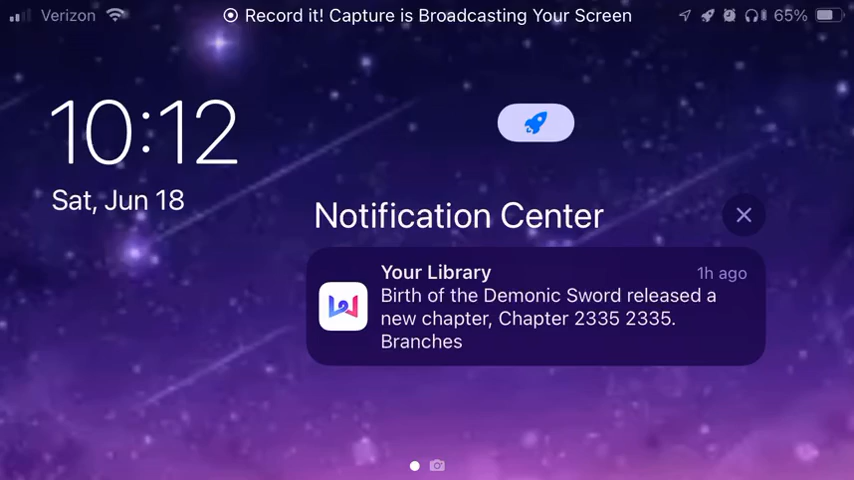 Verizon
Record it! Capture is Broadcasting Your Screen
65%
10:12
Sat, Jun 18
Notification Center
Your Library
1h ago
Birth of the Demonic Sword released a
new chapter, Chapter 2335 2335.
Branches